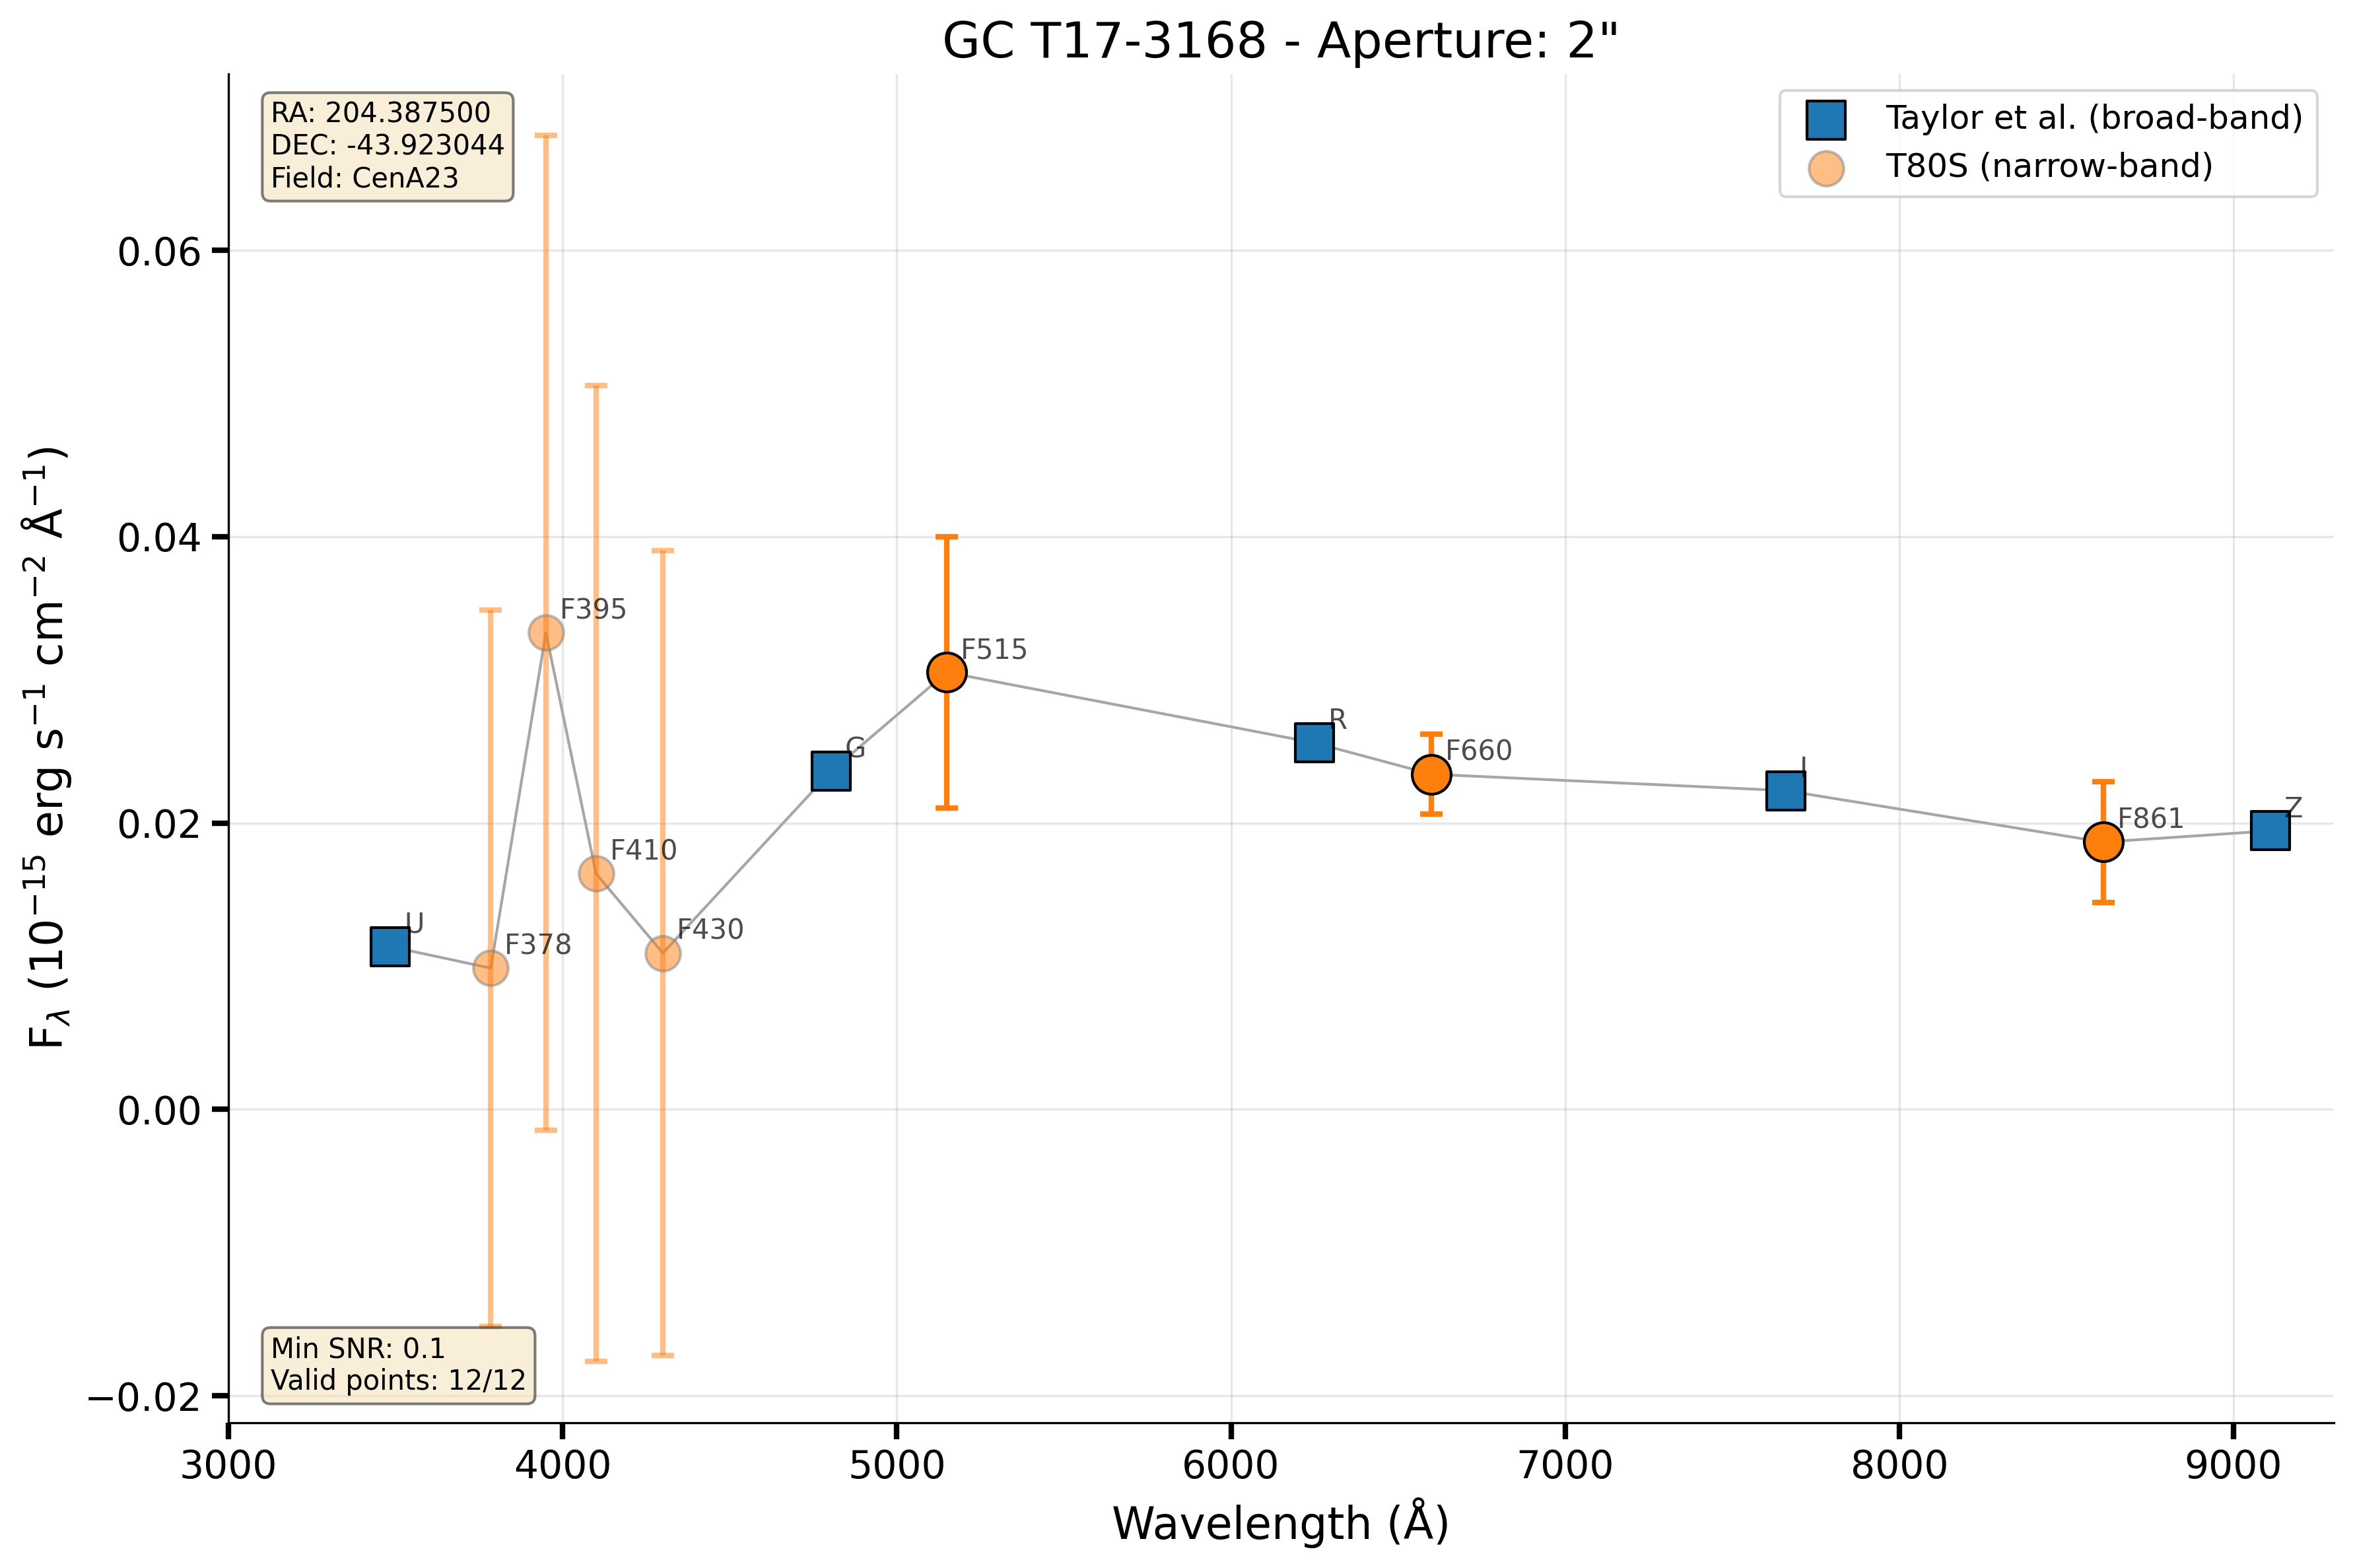 GC T17-3168 - Aperture: 2"
RA: 204.387500
DEC: -43.923044
Field: CenA23
Taylor et al. (broad-band)
T80S (narrow-band)
F$_{\lambda}$ (10$^{-15}$ erg s$^{-1}$ cm$^{-2}$ Å$^{-1}$)
0.06
0.04
0.02
0.00
−0.02
U
F378
F395
F410
F430
G
F515
R
F660
I
F861
Z
Min SNR: 0.1
Valid points: 12/12
3000 4000 5000 6000 7000 8000 9000
Wavelength (Å)